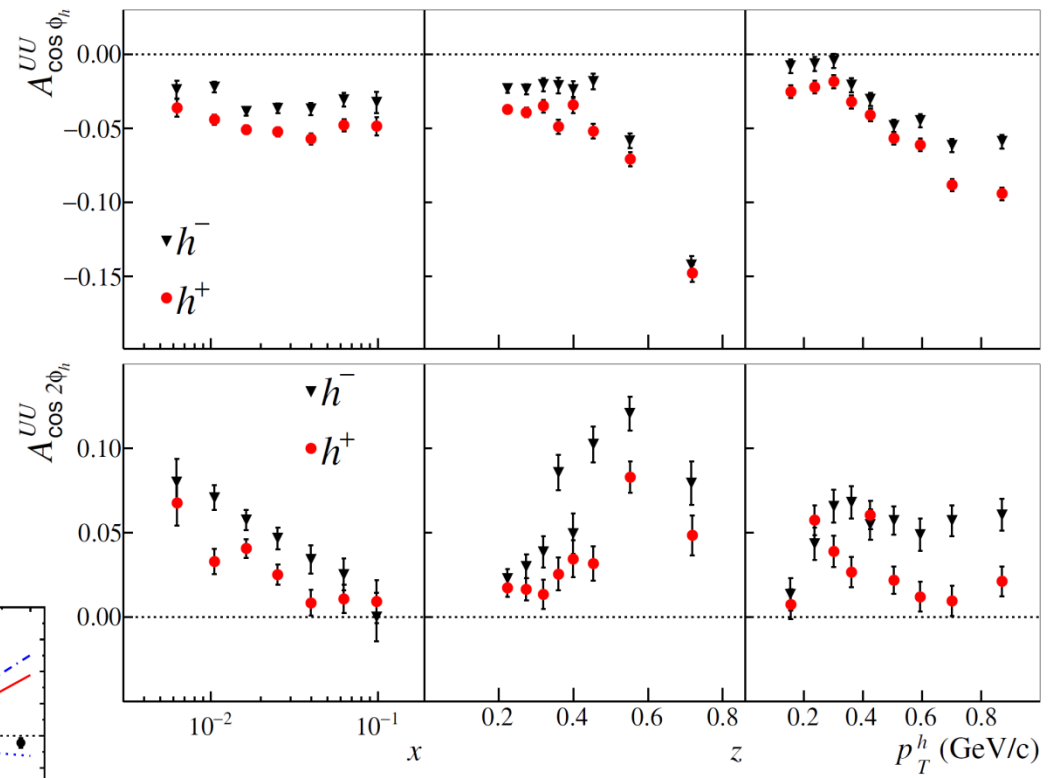 A^{UU}_{cos ϕ_h}
0.00
−0.05
−0.10
−0.15
h^−
h^+
A^{UU}_{cos 2ϕ_h}
0.10
0.05
0.00
h^−
h^+
10^{−2} 10^{−1} 0.2 0.4 0.6 0.8 0.2 0.4 0.6 0.8
x z p_T^h (GeV/c)